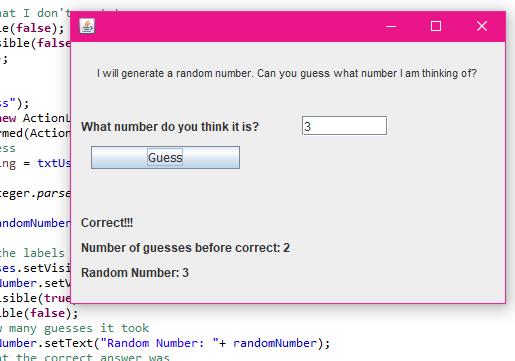 le(false);
sible(false
);
ss");
new ActionL
rmed(Action
ess
ing = txtUs
teger.parse
andomNumber
the labels
ses.setVisi
Number.setV
isible(true
ible(false);
many guesses it took
Number.setText("Random Number: "+ randomNumber);
at the correct answer was
I will generate a random number. Can you guess what number I am thinking of?
What number do you think it is? 3
Guess
Correct!!!
Number of guesses before correct: 2
Random Number: 3